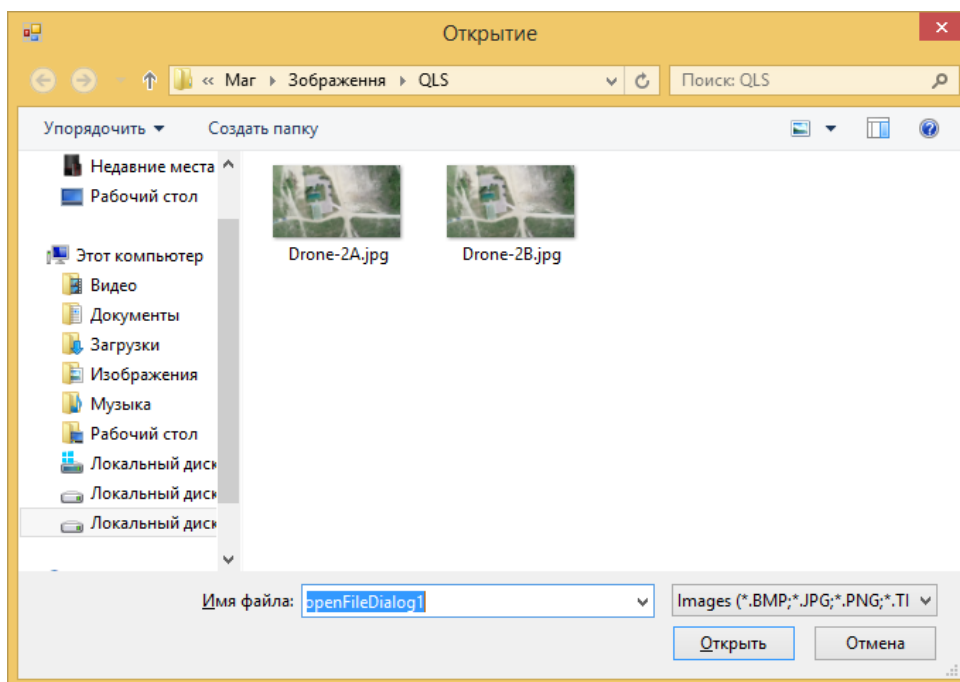 Открытие
« Маг Зображення QLS Поиск: QLS
Упорядочить Создать папку
Недавние места
Рабочий стол
Этот компьютер
Видео
Документы
Загрузки
Изображения
Музыка
Рабочий стол
Локальный диск
Локальный диск
Локальный диск
Drone-2A.jpg Drone-2B.jpg
Имя файла: openFileDialog1 Images (*.BMP;*.JPG;*.PNG;*.TI
Открыть Отмена